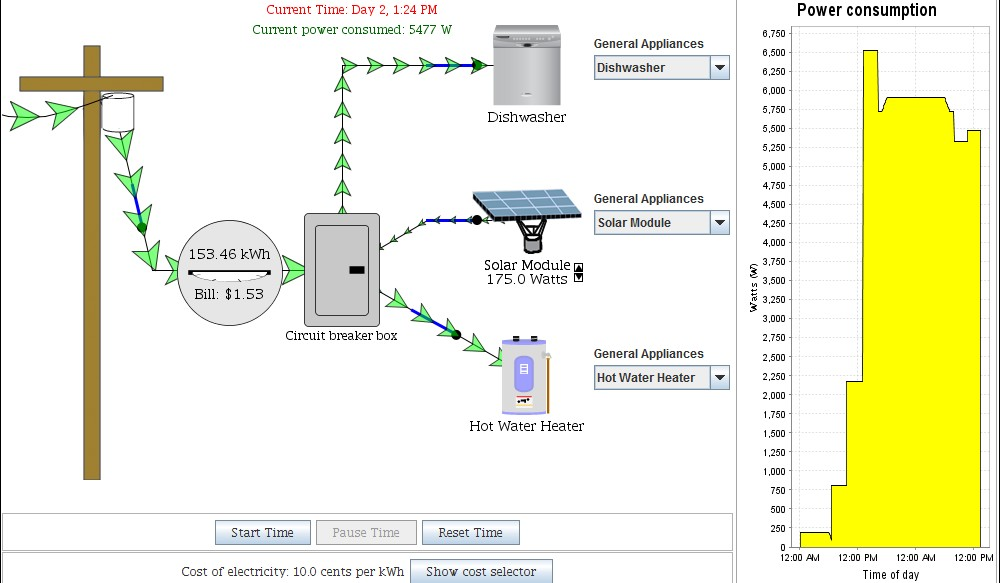 Current Time: Day 2, 1:24 PM
Current power consumed: 5477 W
General Appliances
Dishwasher
Dishwasher
General Appliances
Solar Module
Solar Module
175.0 Watts
153.46 kWh
Bill: $1.53
Circuit breaker box
General Appliances
Hot Water Heater
Hot Water Heater
Start Time
Pause Time
Reset Time
Cost of electricity: 10.0 cents per kWh
Show cost selector
Power consumption
6,750
6,500
6,250
6,000
5,750
5,500
5,250
5,000
4,750
4,500
4,250
4,000
3,750
3,500
3,250
3,000
2,750
2,500
2,250
2,000
1,750
1,500
1,250
1,000
750
500
250
0
Watts (W)
12:00 AM 12:00 PM 12:00 AM 12:00 PM
Time of day